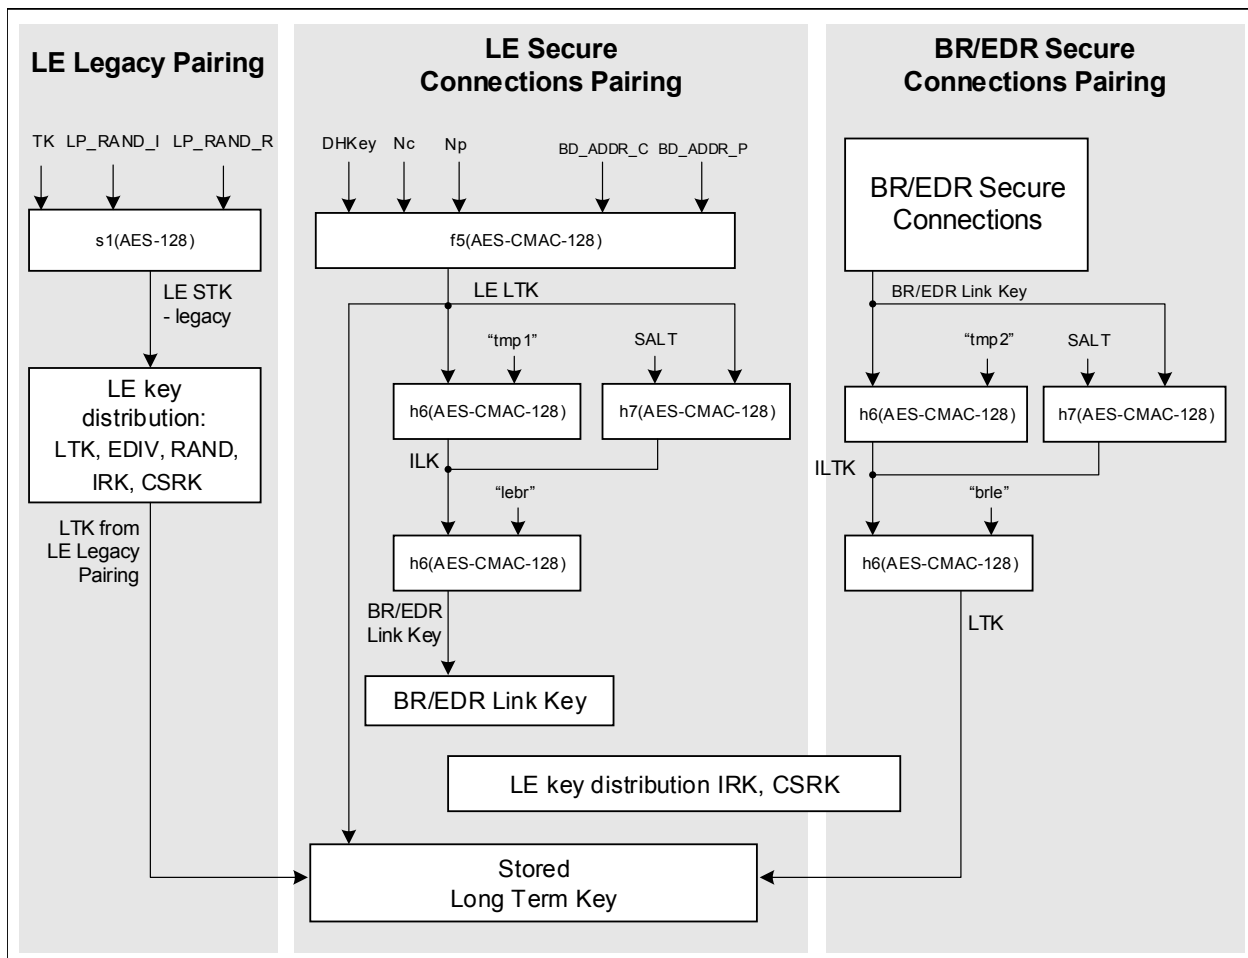 LE Legacy Pairing
TK
LP_RAND_I
LP_RAND_R
s1(AES-128)
LE STK
- legacy
LE key
distribution:
LTK, EDIV, RAND,
IRK, CSRK
LTK from
LE Legacy
Pairing
LE Secure
Connections Pairing
DHKey
Nc
Np
BD_ADDR_C
BD_ADDR_P
f5(AES-CMAC-128)
LE LTK
“tmp1”
SALT
h6(AES-CMAC-128)
h7(AES-CMAC-128)
ILK
“lebr”
h6(AES-CMAC-128)
BR/EDR
Link Key
BR/EDR Link Key
LE key distribution IRK, CSRK
Stored
Long Term Key
BR/EDR Secure
Connections Pairing
BR/EDR Secure
Connections
BR/EDR Link Key
“tmp2”
SALT
h6(AES-CMAC-128)
h7(AES-CMAC-128)
ILTK
“brle”
h6(AES-CMAC-128)
LTK